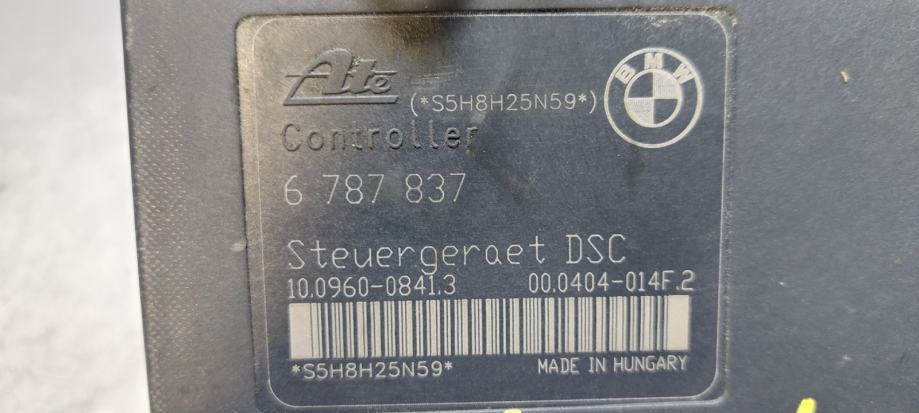 Ate (*S5H8H25N59*)
BMW
Controller
6 787 837
Steuergeraet DSC
10.0960-0841.3 00.0404-014F.2
*S5H8H25N59* MADE IN HUNGARY